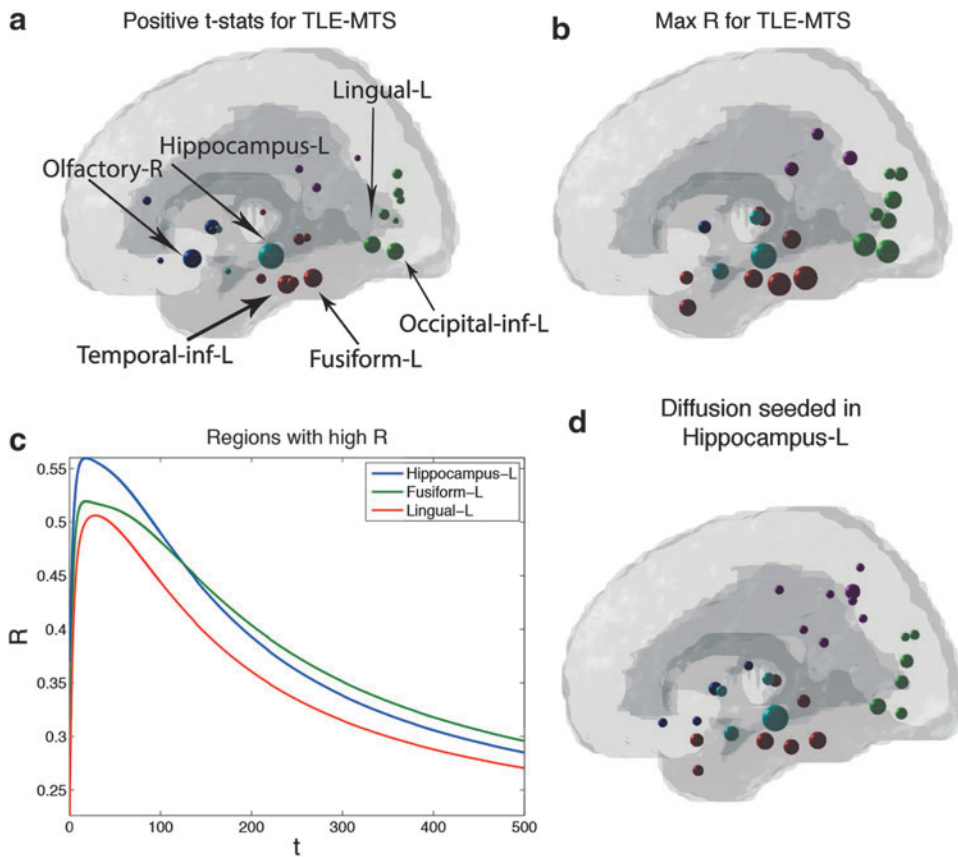 a
Positive t-stats for TLE-MTS
Lingual-L
Hippocampus-L
Olfactory-R
Temporal-inf-L
Fusiform-L
Occipital-inf-L
b
Max R for TLE-MTS
c
Regions with high R
Hippocampus-L
Fusiform-L
Lingual-L
0.55
0.5
0.45
0.4
0.35
0.3
0.25
R
0
100
200
300
400
500
t
d
Diffusion seeded in
Hippocampus-L